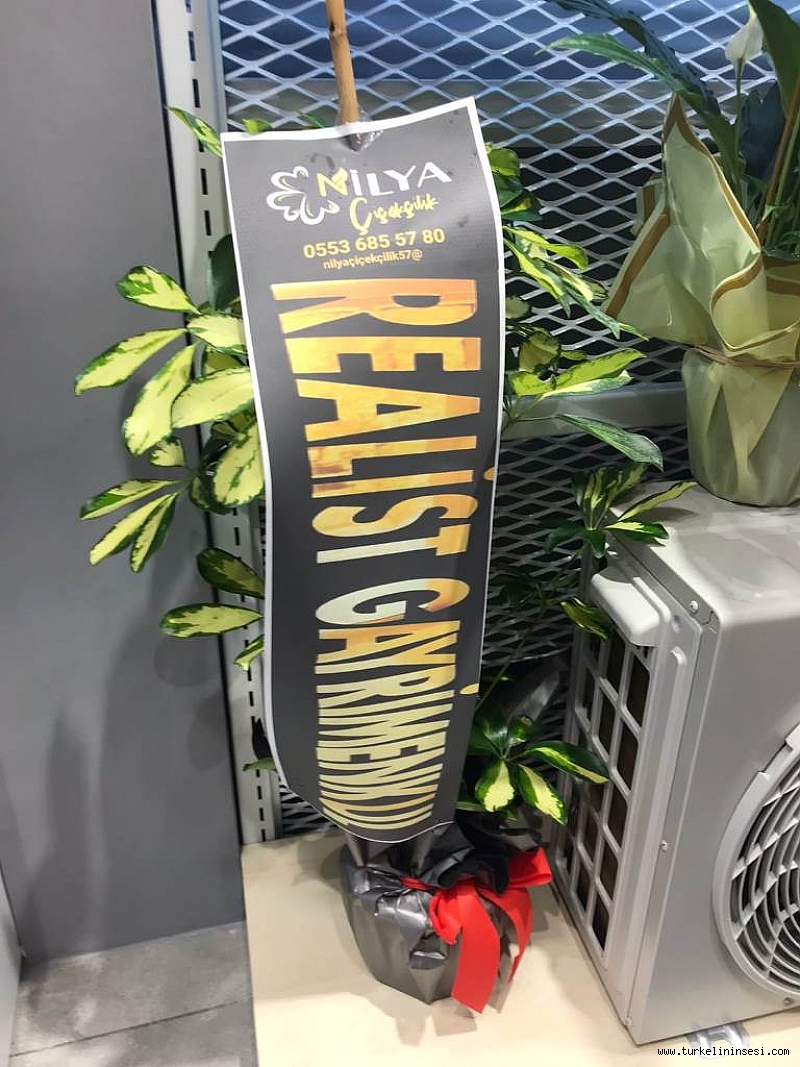 NİLYA
Çiçekçilik
0553 685 57 80
nilyaçiçekçilik57@
REALİST GAYRİMENKUL
www.turkelininsesi.com